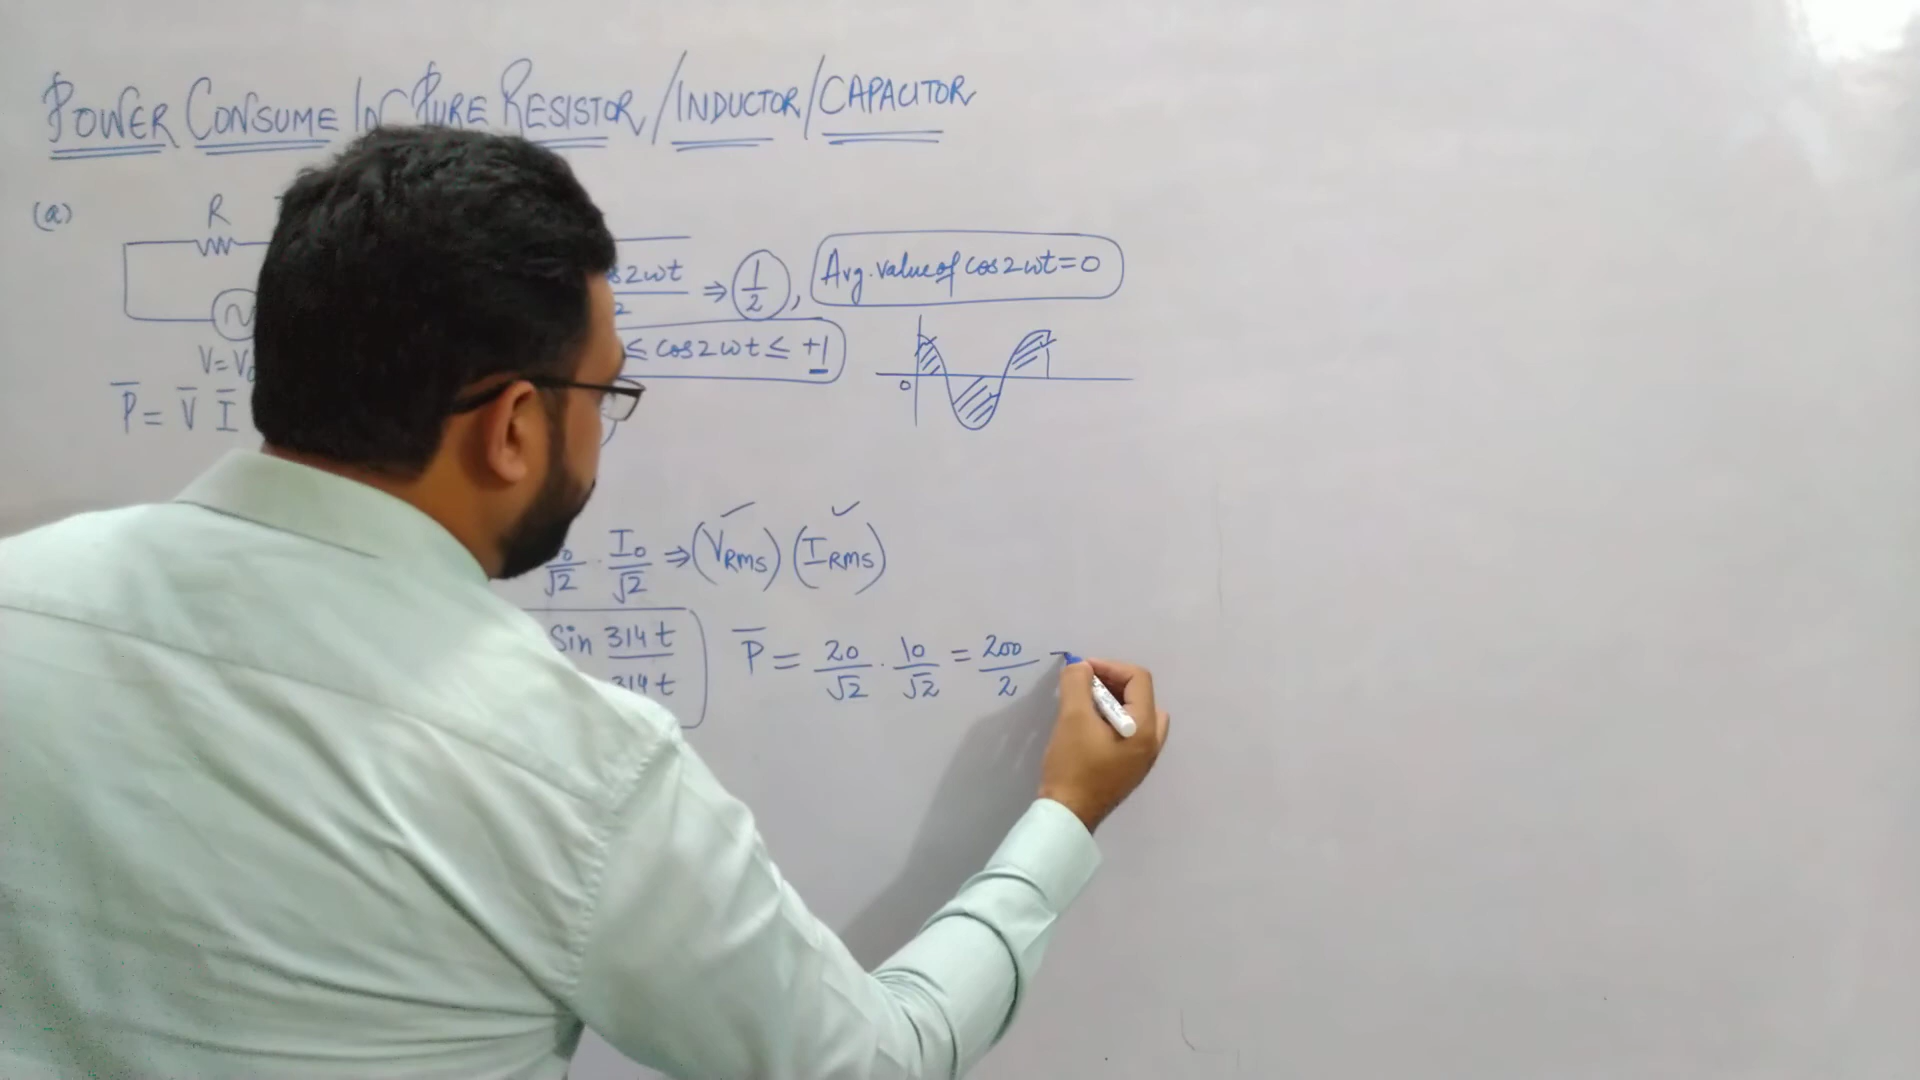 POWER CONSUME IN PURE RESISTOR/INDUCTOR/CAPACITOR
(a)
R
s2ωt / 2 ⇒ 1/2, Avg. value of cos2ωt=0
V=V₀
≤ cos2ωt ≤ +1
0
P̅ = V̅ I̅
₀/√2 · I₀/√2 ⇒ (V_RMS) (I_RMS)
Sin 314t
314t
P̅ = 20/√2 · 10/√2 = 200/2